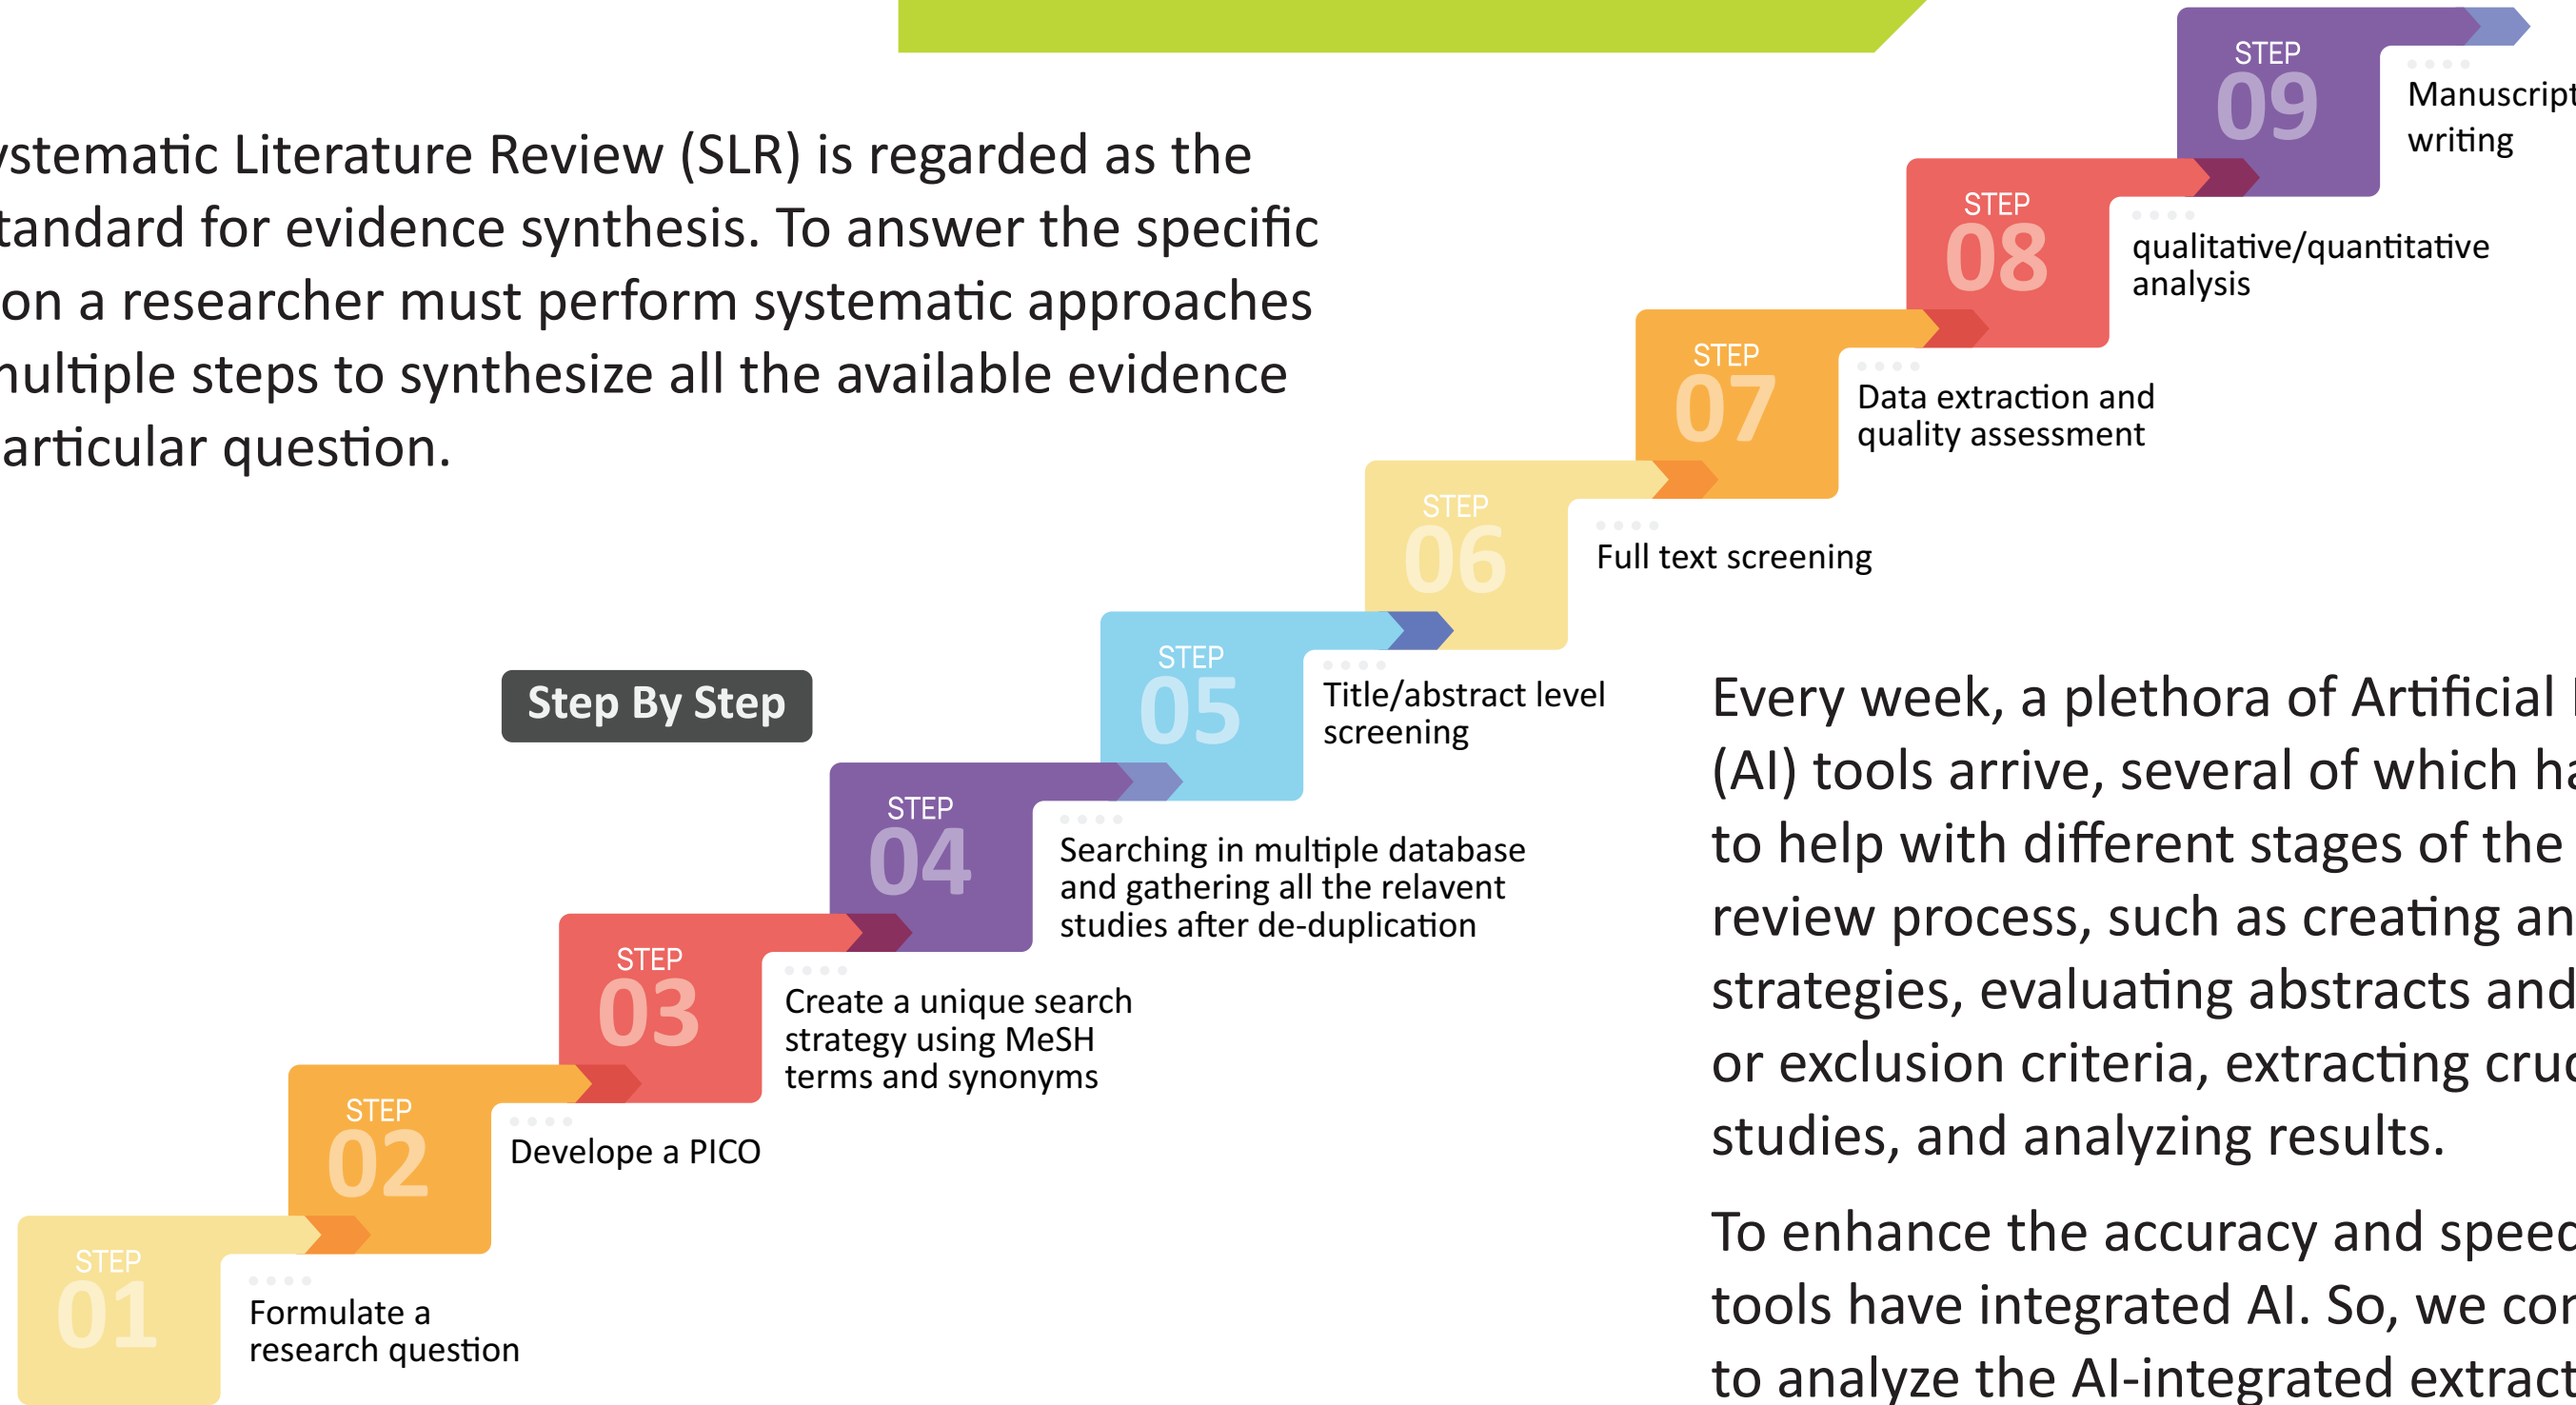 ystematic Literature Review (SLR) is regarded as the
tandard for evidence synthesis. To answer the specific
on a researcher must perform systematic approaches
nultiple steps to synthesize all the available evidence
articular question.
Step By Step
STEP
01
Formulate a
research question
STEP
02
Develope a PICO
STEP
03
Create a unique search
strategy using MeSH
terms and synonyms
STEP
04
Searching in multiple database
and gathering all the relavent
studies after de-duplication
STEP
05
Title/abstract level
screening
STEP
06
Full text screening
STEP
07
Data extraction and
quality assessment
STEP
08
qualitative/quantitative
analysis
STEP
09
Manuscript
writing
Every week, a plethora of Artificial
(AI) tools arrive, several of which ha
to help with different stages of the
review process, such as creating an
strategies, evaluating abstracts and
or exclusion criteria, extracting cruc
studies, and analyzing results.
To enhance the accuracy and speed
tools have integrated AI. So, we con
to analyze the AI-integrated extract